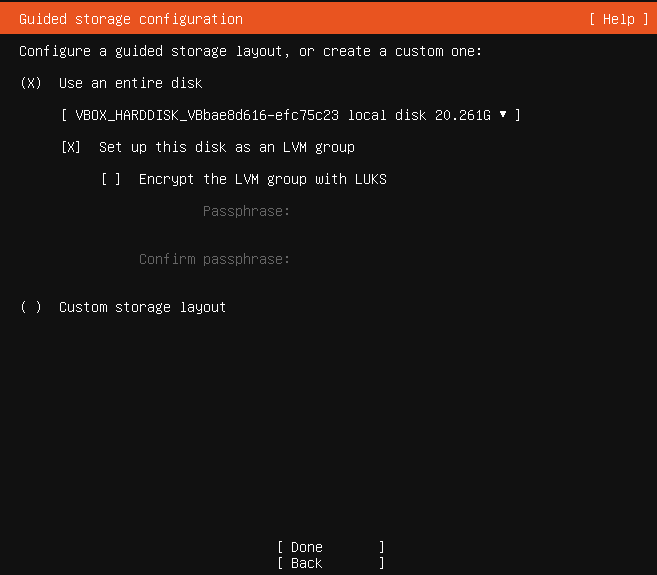 Guided storage configuration [ Help ]
Configure a guided storage layout, or create a custom one:
(X) Use an entire disk
[ VBOX_HARDDISK_VBbae8d616-efc75c23 local disk 20.261G ▾ ]
[X] Set up this disk as an LVM group
[ ] Encrypt the LVM group with LUKS
Passphrase:
Confirm passphrase:
( ) Custom storage layout
[ Done ]
[ Back ]